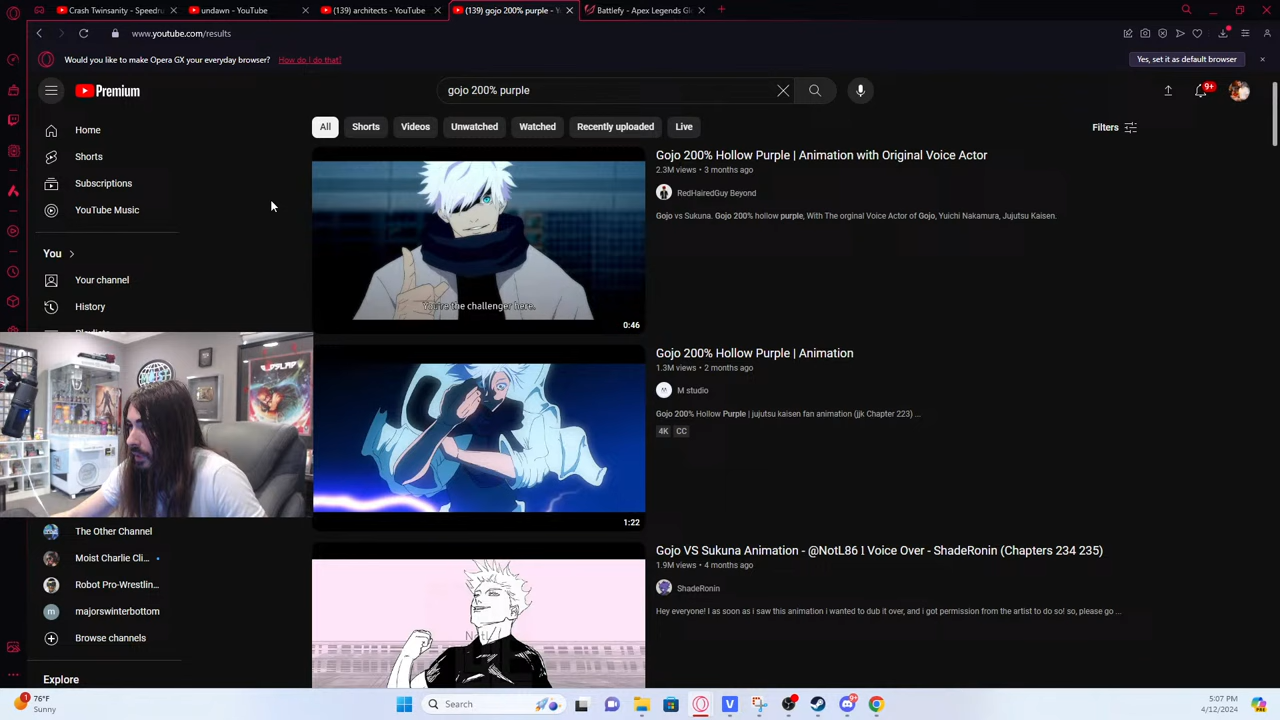 Crash Twinsanity - Speedru
undawn - YouTube
(139) architects - YouTube
(139) gojo 200% purple - Y
Battlefy - Apex Legends Gl
www.youtube.com/results
Would you like to make Opera GX your everyday browser?
How do I do that?
Yes, set it as default browser
Premium
gojo 200% purple
9+
Home
Shorts
Subscriptions
YouTube Music
You
Your channel
History
All
Shorts
Videos
Unwatched
Watched
Recently uploaded
Live
Filters
You're the challenger here.
0:46
Gojo 200% Hollow Purple | Animation with Original Voice Actor
2.3M views • 3 months ago
RedHairedGuy Beyond
Gojo vs Sukuna. Gojo 200% hollow purple, With The orginal Voice Actor of Gojo, Yuichi Nakamura, Jujutsu Kaisen.
1:22
Gojo 200% Hollow Purple | Animation
1.3M views • 2 months ago
M studio
Gojo 200% Hollow Purple | jujutsu kaisen fan animation (jjk Chapter 223) ...
4K CC
Gojo VS Sukuna Animation - @NotL86 I Voice Over - ShadeRonin (Chapters 234 235)
1.9M views • 4 months ago
ShadeRonin
Hey everyone! I as soon as i saw this animation i wanted to dub it over, and i got permission from the artist to do so! so, please go ...
The Other Channel
Moist Charlie Cli...
Robot Pro-Wrestlin...
majorswinterbottom
Browse channels
Explore
1
76°F
Sunny
Search
9+
5:07 PM
4/12/2024